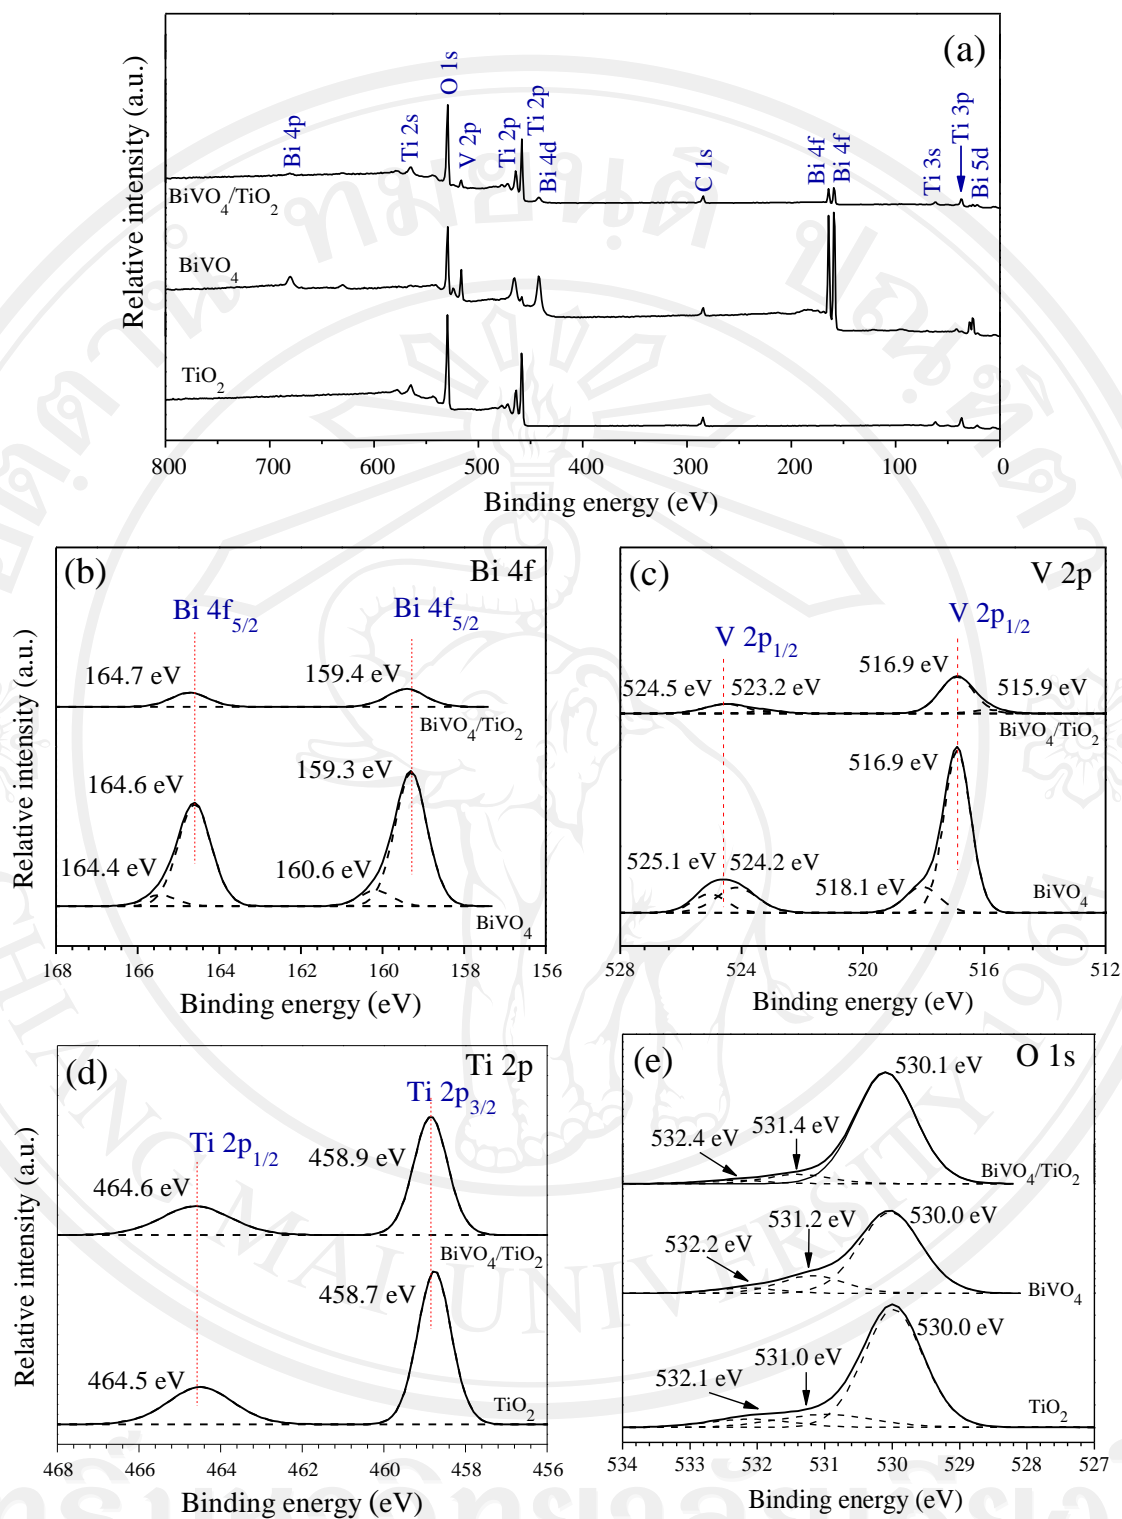 (a)
Relative intensity (a.u.)
Bi 4p
Ti 2s
O 1s
V 2p
Ti 2p
Ti 2p
Bi 4d
C 1s
Bi 4f
Bi 4f
Ti 3s
Ti 3p
Bi 5d
BiVO4/TiO2
BiVO4
TiO2
800 700 600 500 400 300 200 100 0
Binding energy (eV)
(b) Bi 4f
Relative intensity (a.u.)
Bi 4f5/2 Bi 4f5/2
164.7 eV 159.4 eV
BiVO4/TiO2
164.6 eV 159.3 eV
164.4 eV 160.6 eV
BiVO4
168 166 164 162 160 158 156
Binding energy (eV)
(c) V 2p
V 2p1/2 V 2p1/2
524.5 eV 523.2 eV 516.9 eV 515.9 eV
BiVO4/TiO2
516.9 eV
525.1 eV 524.2 eV 518.1 eV
BiVO4
528 524 520 516 512
Binding energy (eV)
(d) Ti 2p
Relative intensity (a.u.)
Ti 2p1/2 Ti 2p3/2
464.6 eV 458.9 eV
BiVO4/TiO2
464.5 eV 458.7 eV
TiO2
468 466 464 462 460 458 456
Binding energy (eV)
(e) O 1s
532.4 eV 531.4 eV 530.1 eV
BiVO4/TiO2
532.2 eV 531.2 eV 530.0 eV
BiVO4
532.1 eV 531.0 eV 530.0 eV
TiO2
534 533 532 531 530 529 528 527
Binding energy (eV)
CHIANG MAI UNIVERSITY 1964